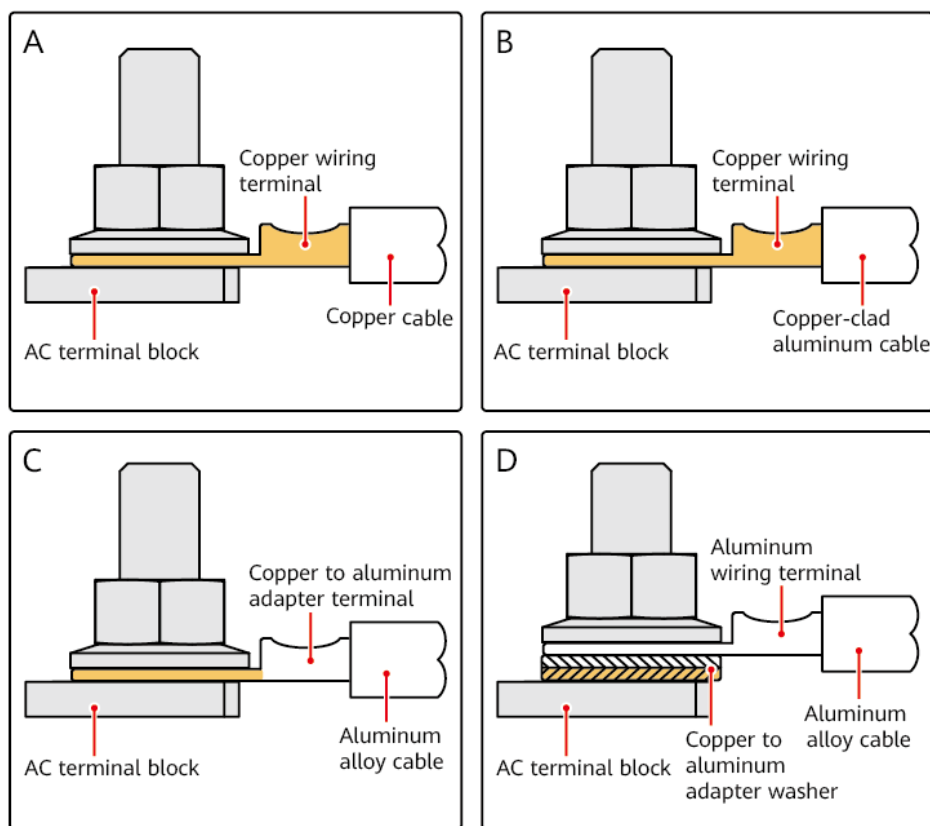 A
Copper wiring
terminal
Copper cable
AC terminal block
B
Copper wiring
terminal
Copper-clad
aluminum cable
AC terminal block
C
Copper to aluminum
adapter terminal
Aluminum
alloy cable
AC terminal block
D
Aluminum
wiring terminal
Aluminum
alloy cable
Copper to
aluminum
adapter washer
AC terminal block